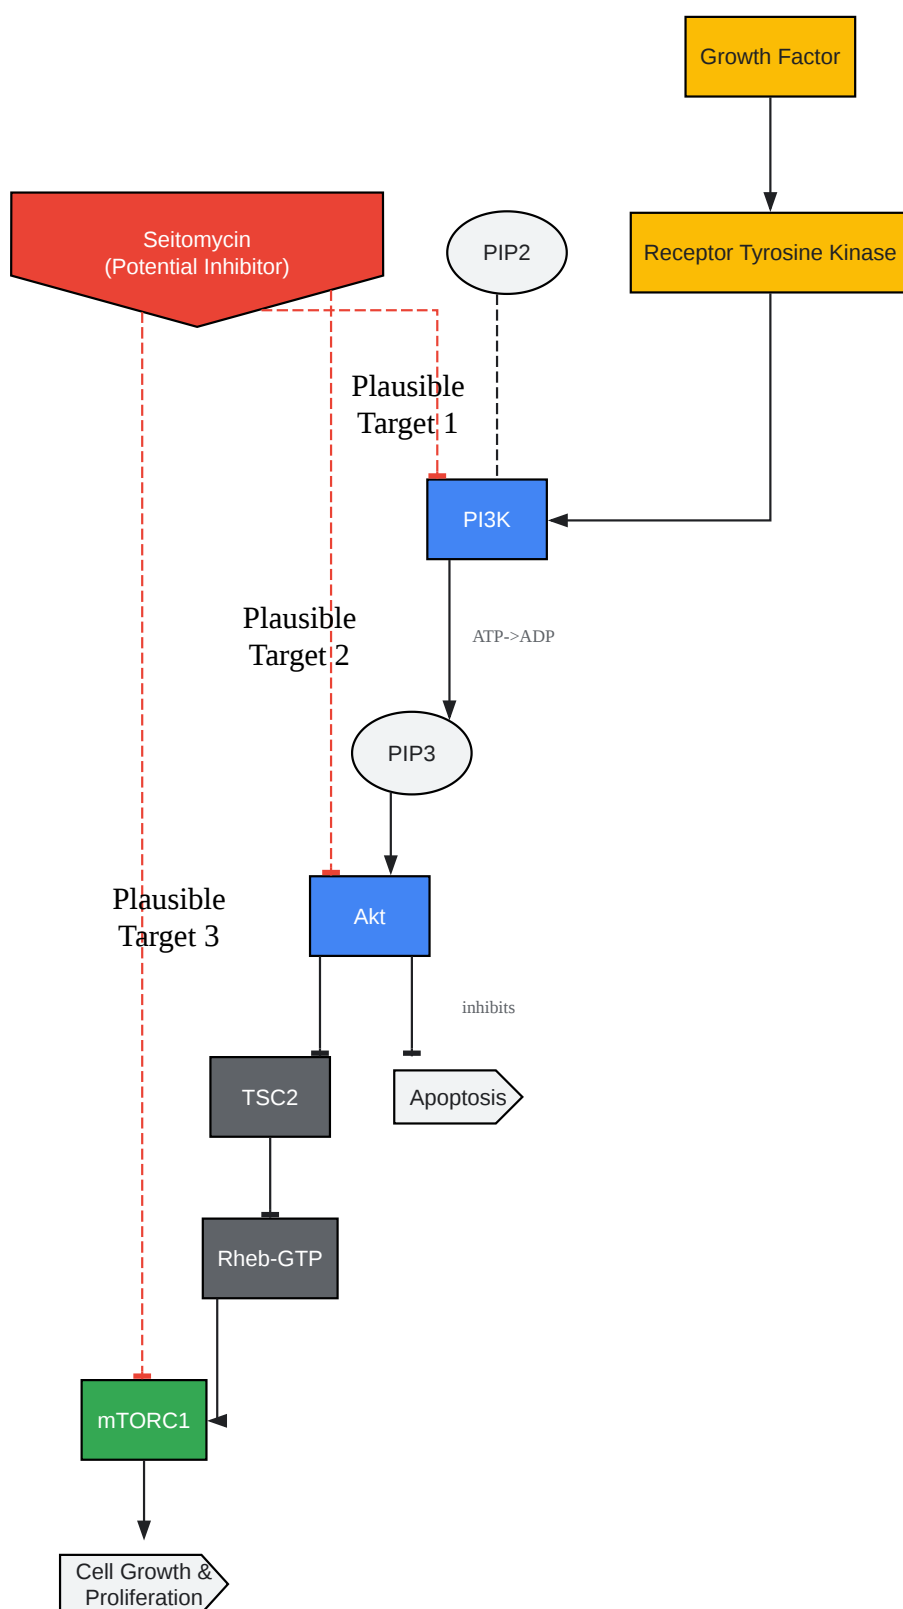 Growth Factor
Seitomycin
(Potential Inhibitor)
PIP2
Receptor Tyrosine Kinase
Plausible
Target 1
PI3K
Plausible
Target 2
ATP->ADP
PIP3
Plausible
Target 3
Akt
inhibits
TSC2
Apoptosis
Rheb-GTP
mTORC1
Cell Growth &
Proliferation